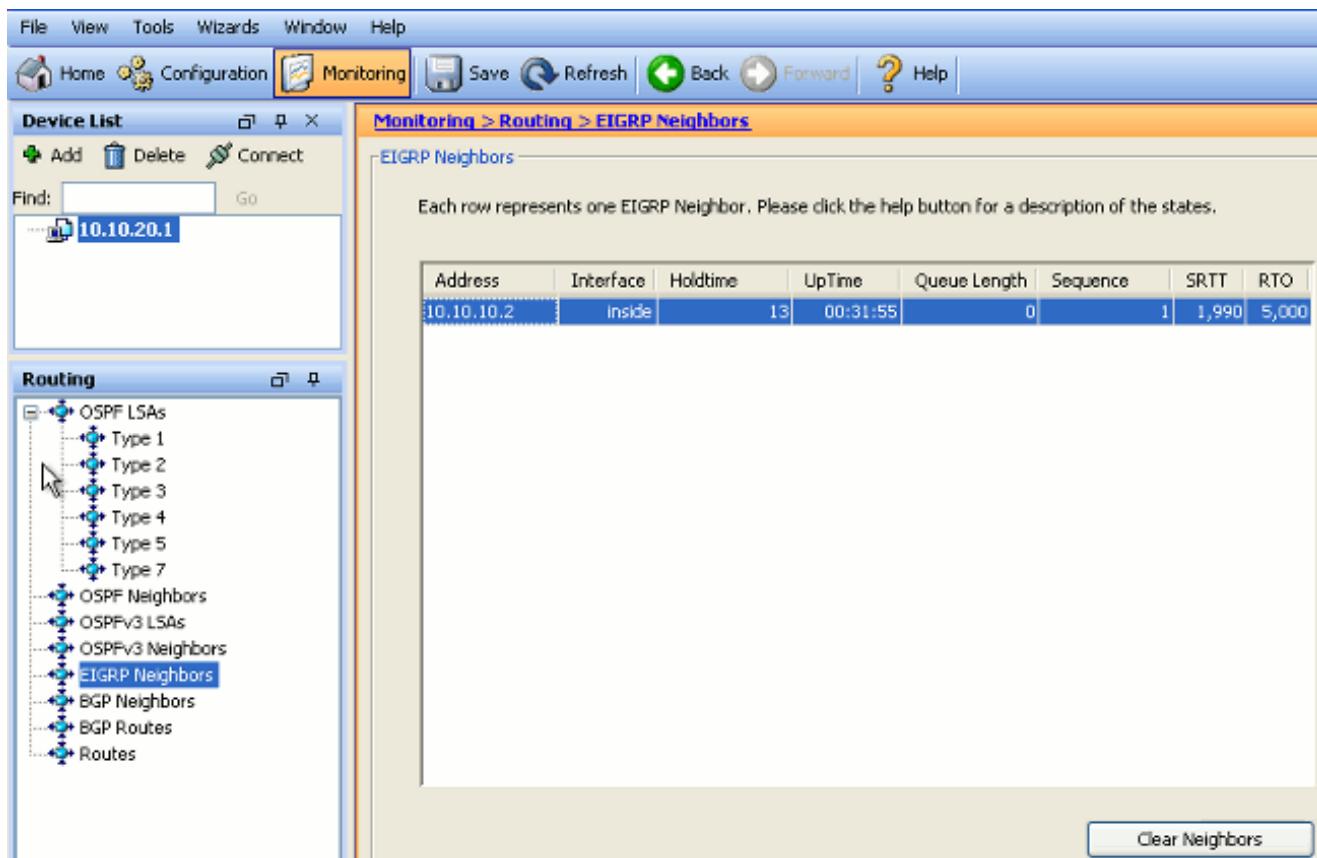 File View Tools Wizards Window Help
Home Configuration Monitoring Save Refresh Back Forward Help
Device List
Add Delete Connect
Find: Go
10.10.20.1
Routing
OSPF LSAs
Type 1
Type 2
Type 3
Type 4
Type 5
Type 7
OSPF Neighbors
OSPFv3 LSAs
OSPFv3 Neighbors
EIGRP Neighbors
BGP Neighbors
BGP Routes
Routes
Monitoring > Routing > EIGRP Neighbors
EIGRP Neighbors
Each row represents one EIGRP Neighbor. Please click the help button for a description of the states.
Address Interface Holdtime UpTime Queue Length Sequence SRTT RTO
10.10.10.2 inside 13 00:31:55 0 1 1,990 5,000
Clear Neighbors